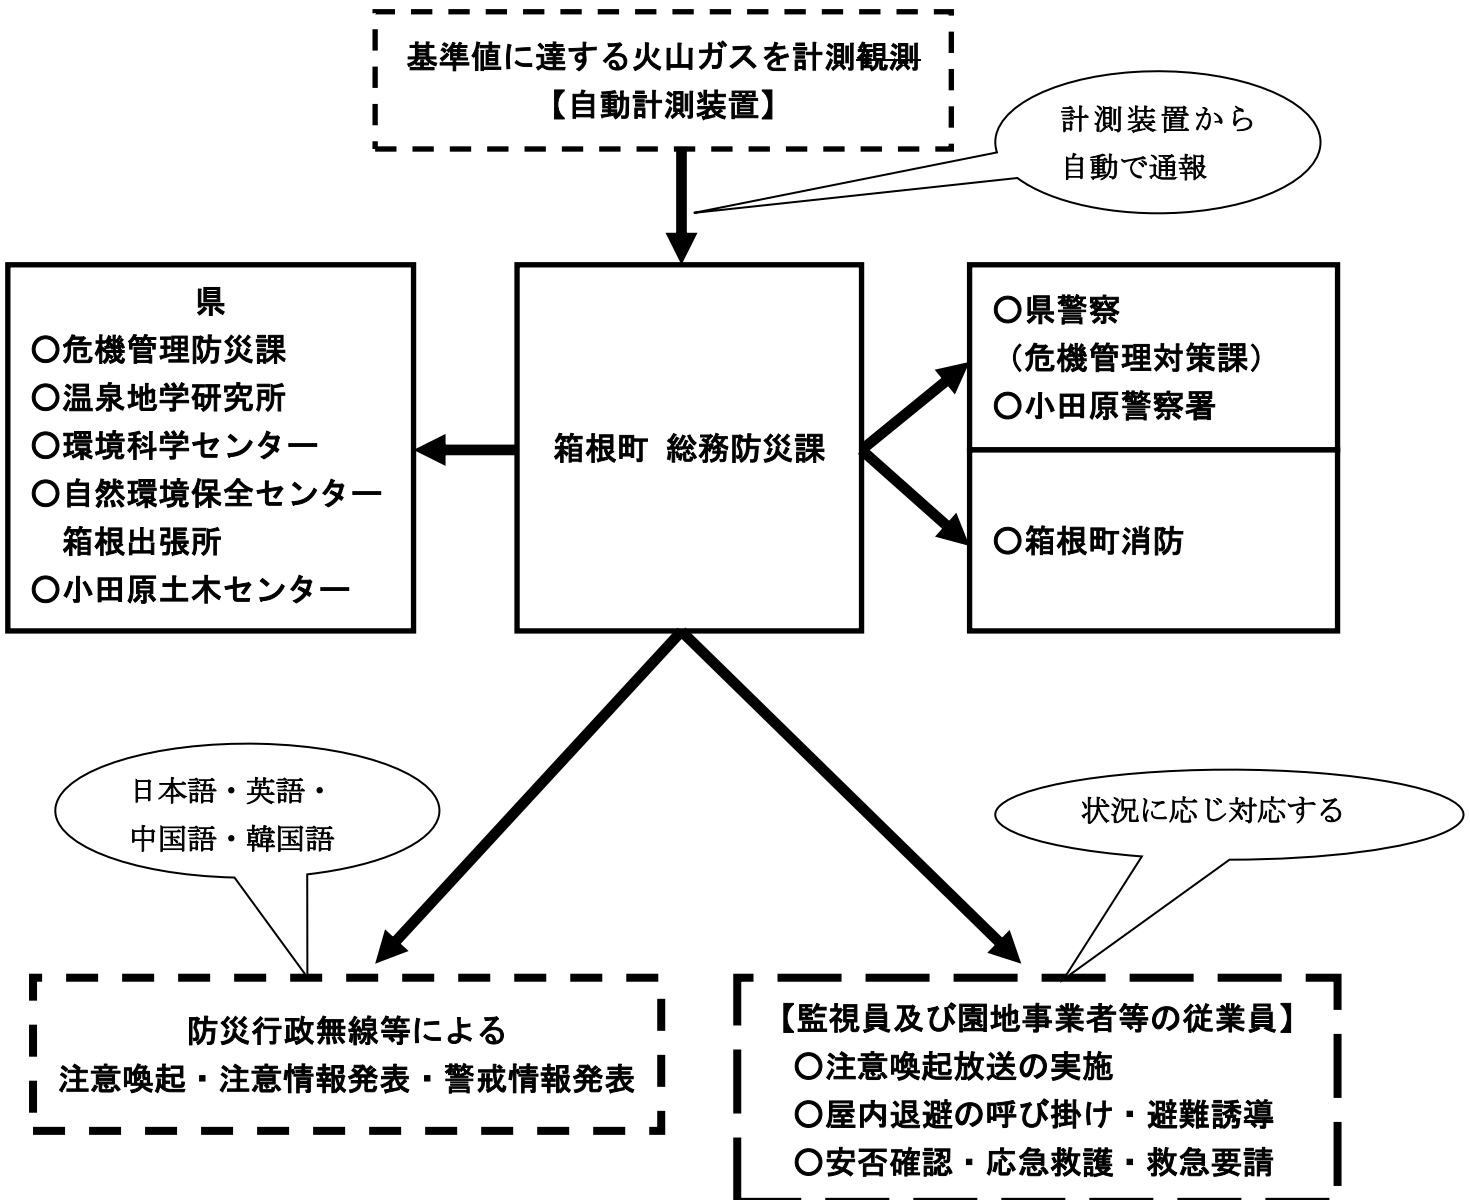 基準値に達する火山ガスを計測観測
【自動計測装置】
計測装置から
自動で通報
県
○危機管理防災課
○温泉地学研究所
○環境科学センター
○自然環境保全センター
箱根出張所
○小田原土木センター
箱根町 総務防災課
○県警察
（危機管理対策課）
○小田原警察署
○箱根町消防
日本語・英語・
中国語・韓国語
状況に応じ対応する
防災行政無線等による
注意喚起・注意情報発表・警戒情報発表
【監視員及び園地事業者等の従業員】
○注意喚起放送の実施
○屋内退避の呼び掛け・避難誘導
○安否確認・応急救護・救急要請